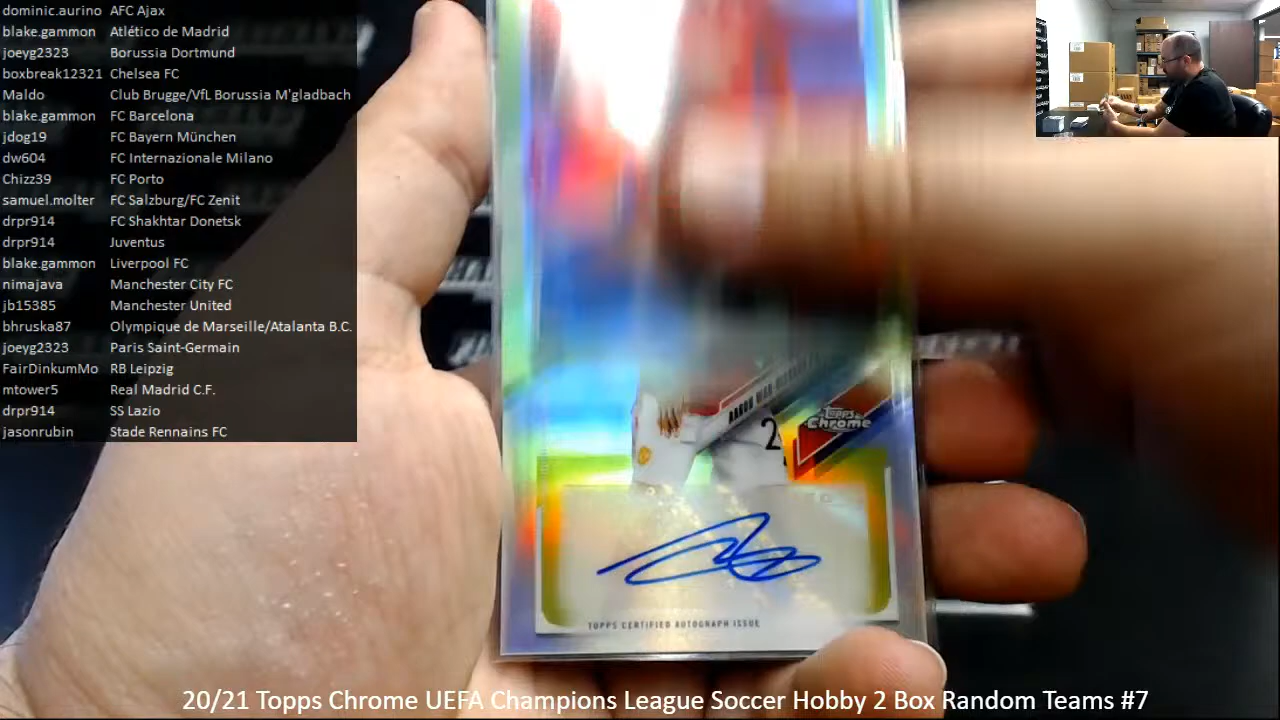 dominic.aurino AFC Ajax
blake.gammon Atlético de Madrid
joeyg2323 Borussia Dortmund
boxbreak12321 Chelsea FC
Maldo Club Brugge/VfL Borussia M'gladbach
blake.gammon FC Barcelona
jdog19 FC Bayern München
dw604 FC Internazionale Milano
Chizz39 FC Porto
samuel.molter FC Salzburg/FC Zenit
drpr914 FC Shakhtar Donetsk
drpr914 Juventus
blake.gammon Liverpool FC
nimajava Manchester City FC
jb15385 Manchester United
bhruska87 Olympique de Marseille/Atalanta B.C.
joeyg2323 Paris Saint-Germain
FairDinkumMo RB Leipzig
mtower5 Real Madrid C.F.
drpr914 SS Lazio
jasonrubin Stade Rennains FC
AARON WAN-BISSAKA
Topps Chrome
2
TOPPS CERTIFIED AUTOGRAPH ISSUE
20/21 Topps Chrome UEFA Champions League Soccer Hobby 2 Box Random Teams #7